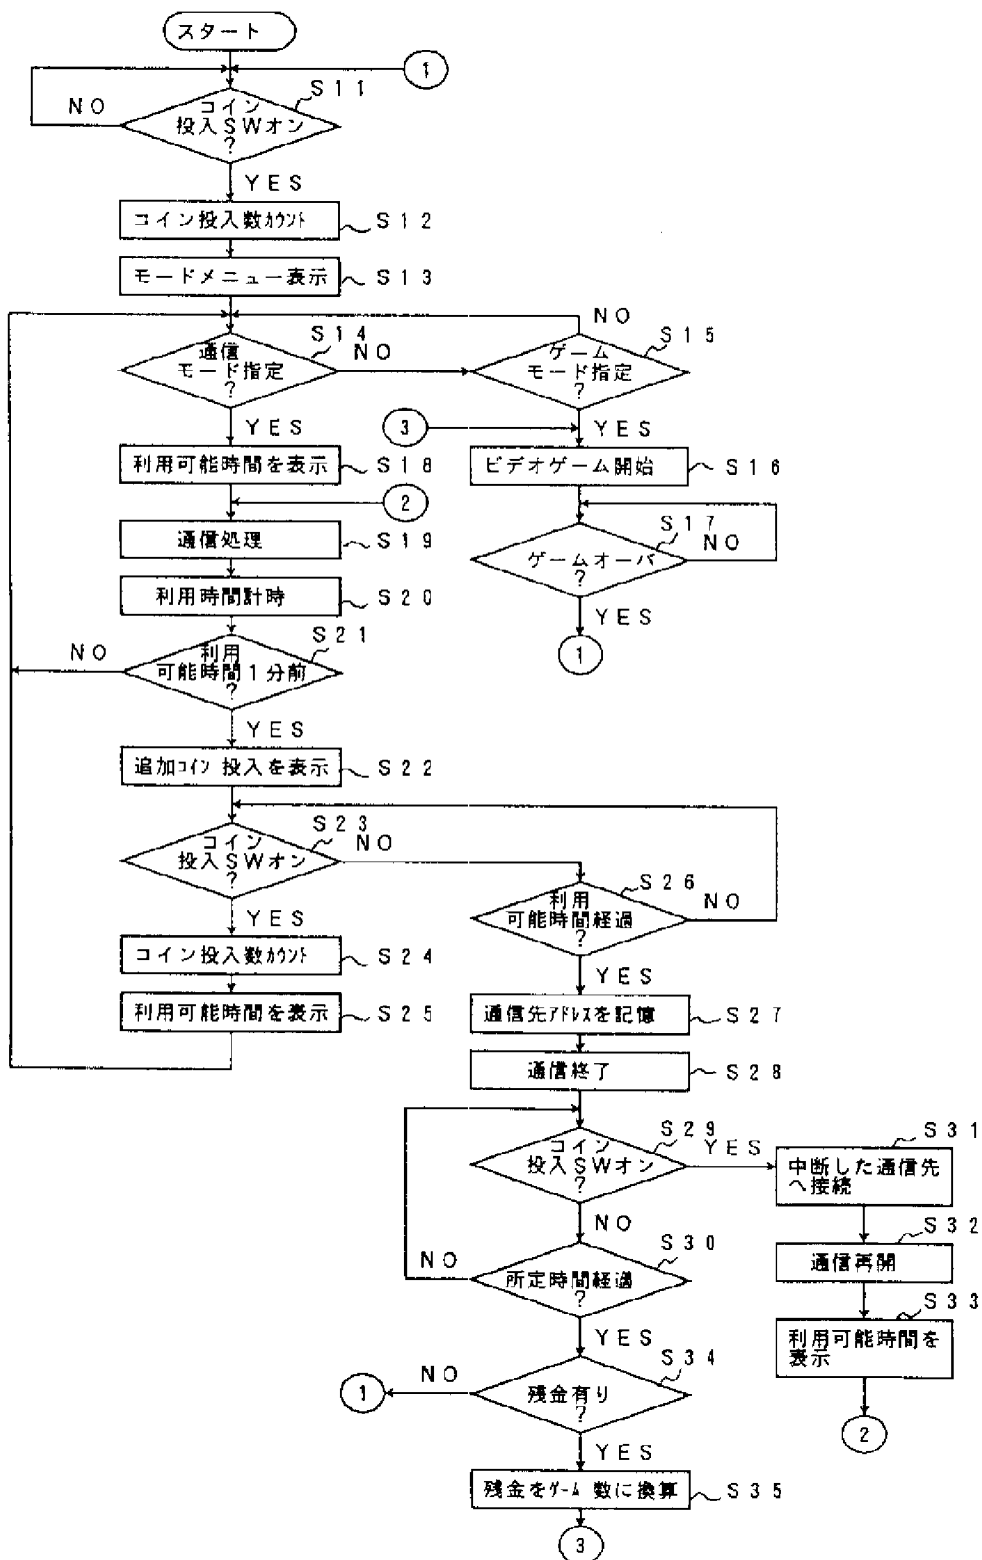 スタート
①
S11
NO
コイン
投入SWオン
?
YES
コイン投入数カウント
S12
モードメニュー表示
S13
NO
S14
通信
モード指定
?
NO
S15
ゲーム
モード指定
?
YES
③
YES
利用可能時間を表示
S18
ビデオゲーム開始
S16
②
S17
通信処理
S19
ゲームオーバ
?
NO
利用時間計時
S20
YES
①
S21
NO
利用
可能時間1分前
?
YES
追加コイン 投入を表示
S22
S23
コイン
投入SWオン
?
NO
S26
利用
可能時間経過
?
NO
YES
コイン投入数カウント
S24
YES
利用可能時間を表示
S25
通信先アドレスを記憶
S27
通信終了
S28
S29
コイン
投入SWオン
?
YES
S31
中断した通信先
へ接続
NO
S32
通信再開
S30
NO
所定時間経過
?
S33
利用可能時間を
表示
YES
S34
NO
①
残金有り
?
②
YES
残金をゲーム 数に換算
S35
③